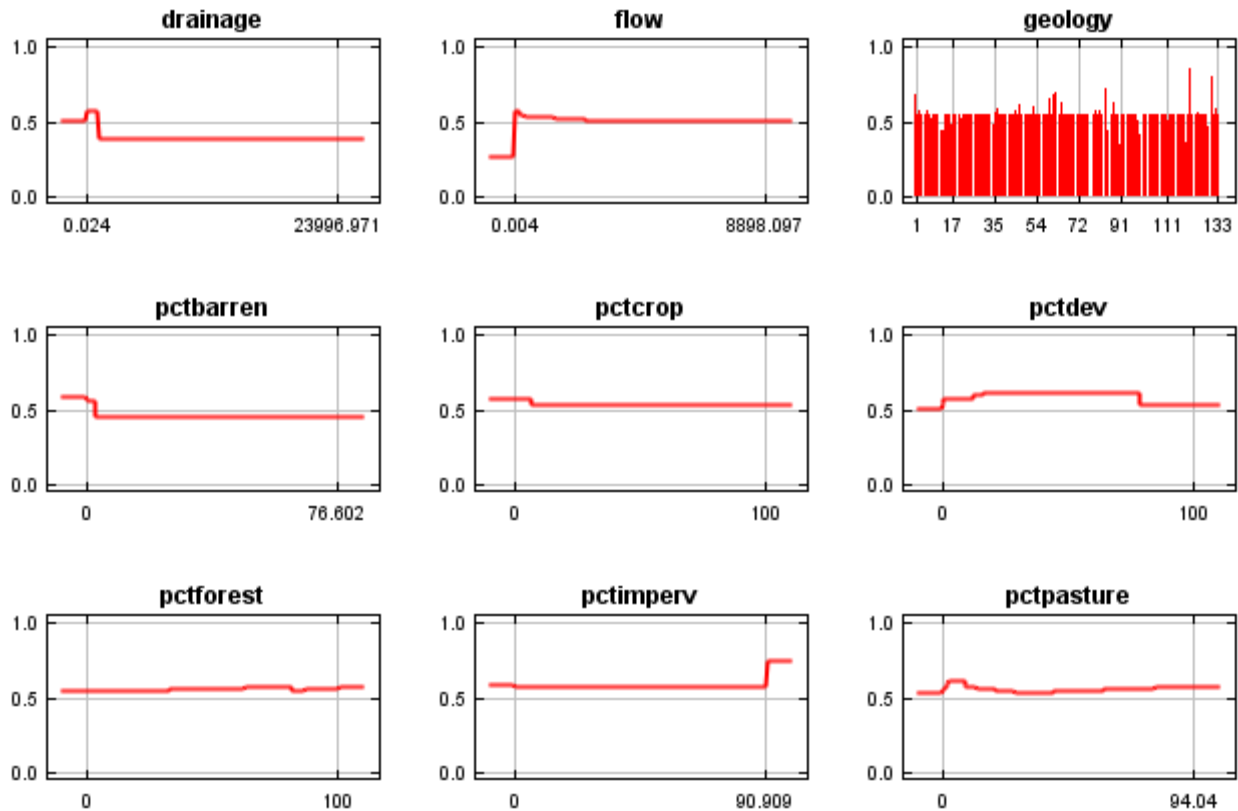 drainage flow geology
1.0 1.0 1.0
0.5 0.5 0.5
0.0 0.0 0.0
0.024 23996.971 0.004 8898.097 1 17 35 54 72 91 111 133
pctbarren pctcrop pctdev
1.0 1.0 1.0
0.5 0.5 0.5
0.0 0.0 0.0
0 76.602 0 100 0 100
pctforest pctimperv pctpasture
1.0 1.0 1.0
0.5 0.5 0.5
0.0 0.0 0.0
0 100 0 90.909 0 94.04